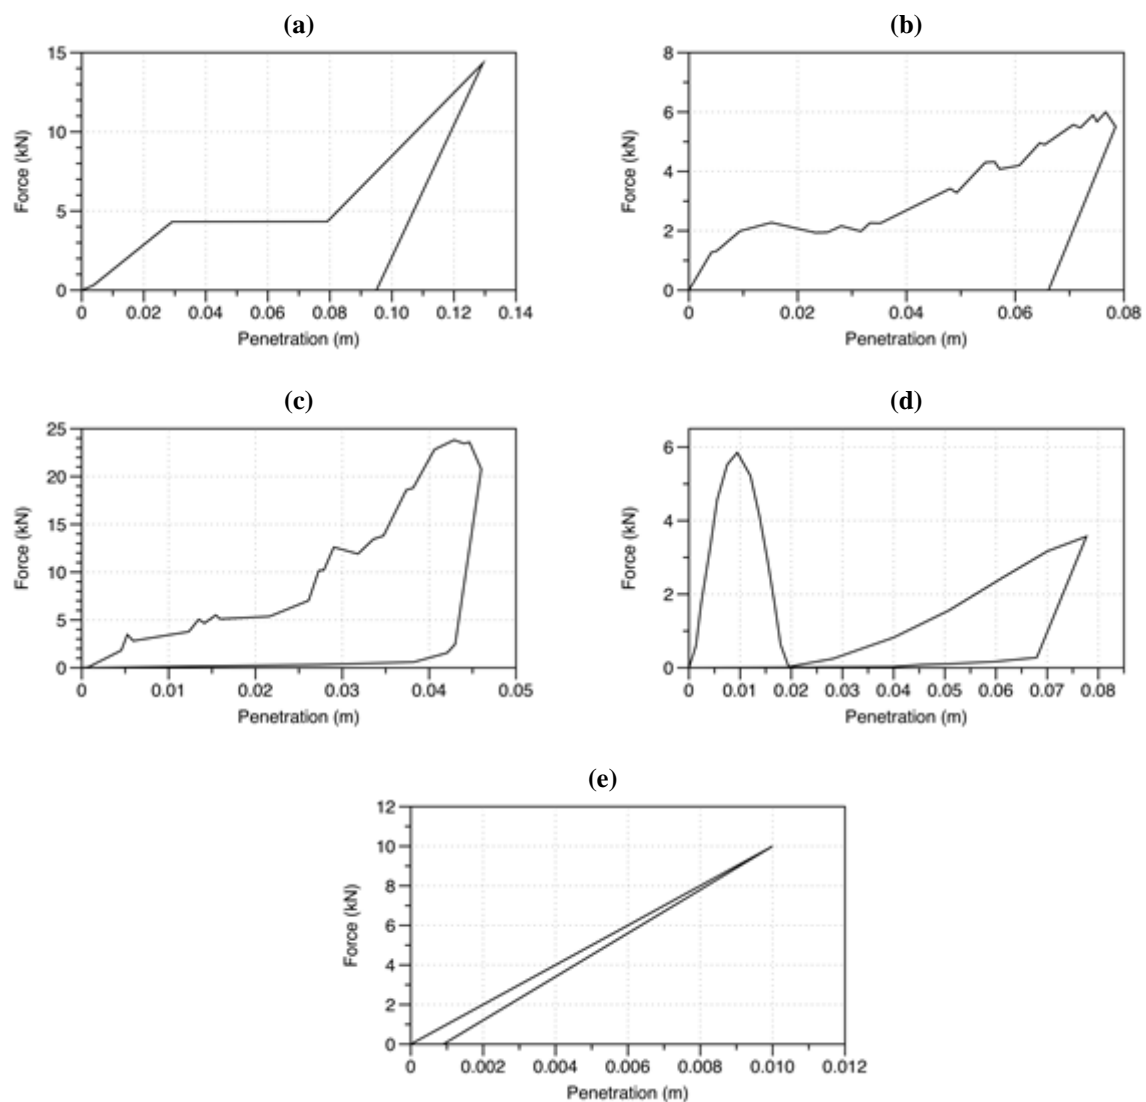 (a)
15
10
5
0
Force (kN)
0 0.02 0.04 0.06 0.08 0.10 0.12 0.14
Penetration (m)
(b)
8
6
4
2
0
Force (kN)
0 0.02 0.04 0.06 0.08
Penetration (m)
(c)
25
20
15
10
5
0
Force (kN)
0 0.01 0.02 0.03 0.04 0.05
Penetration (m)
(d)
6
4
2
0
Force (kN)
0 0.01 0.02 0.03 0.04 0.05 0.06 0.07 0.08
Penetration (m)
(e)
12
10
8
6
4
2
0
Force (kN)
0 0.002 0.004 0.006 0.008 0.010 0.012
Penetration (m)